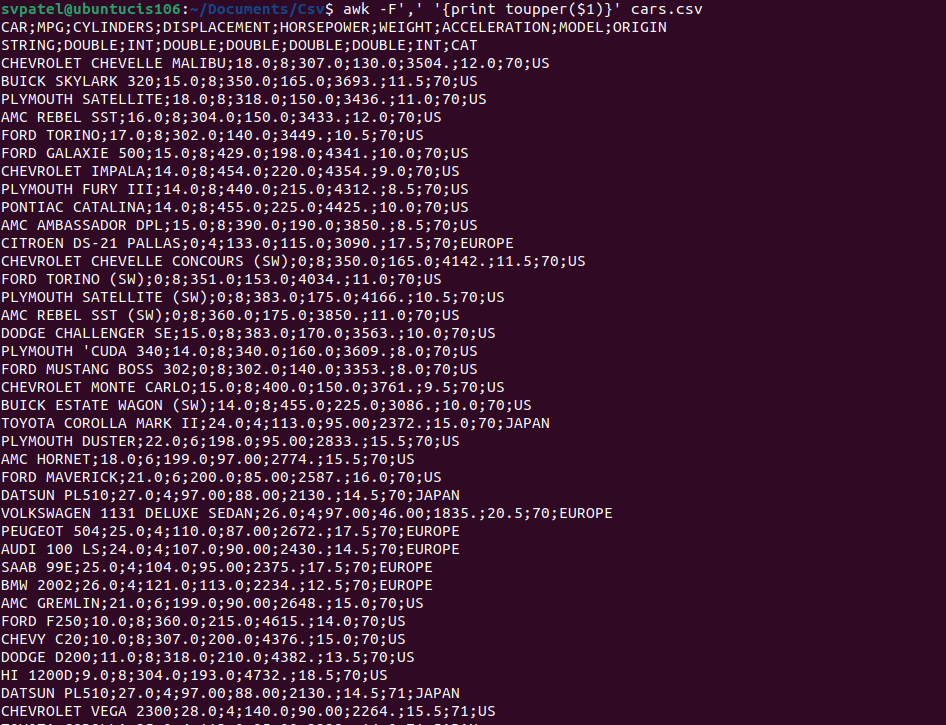 svpatel@ubuntucis106:~/Documents/Csv$ awk -F',' '{print toupper($1)}' cars.csv
CAR;MPG;CYLINDERS;DISPLACEMENT;HORSEPOWER;WEIGHT;ACCELERATION;MODEL;ORIGIN
STRING;DOUBLE;INT;DOUBLE;DOUBLE;DOUBLE;DOUBLE;INT;CAT
CHEVROLET CHEVELLE MALIBU;18.0;8;307.0;130.0;3504.;12.0;70;US
BUICK SKYLARK 320;15.0;8;350.0;165.0;3693.;11.5;70;US
PLYMOUTH SATELLITE;18.0;8;318.0;150.0;3436.;11.0;70;US
AMC REBEL SST;16.0;8;304.0;150.0;3433.;12.0;70;US
FORD TORINO;17.0;8;302.0;140.0;3449.;10.5;70;US
FORD GALAXIE 500;15.0;8;429.0;198.0;4341.;10.0;70;US
CHEVROLET IMPALA;14.0;8;454.0;220.0;4354.;9.0;70;US
PLYMOUTH FURY III;14.0;8;440.0;215.0;4312.;8.5;70;US
PONTIAC CATALINA;14.0;8;455.0;225.0;4425.;10.0;70;US
AMC AMBASSADOR DPL;15.0;8;390.0;190.0;3850.;8.5;70;US
CITROEN DS-21 PALLAS;0;4;133.0;115.0;3090.;17.5;70;EUROPE
CHEVROLET CHEVELLE CONCOURS (SW);0;8;350.0;165.0;4142.;11.5;70;US
FORD TORINO (SW);0;8;351.0;153.0;4034.;11.0;70;US
PLYMOUTH SATELLITE (SW);0;8;383.0;175.0;4166.;10.5;70;US
AMC REBEL SST (SW);0;8;360.0;175.0;3850.;11.0;70;US
DODGE CHALLENGER SE;15.0;8;383.0;170.0;3563.;10.0;70;US
PLYMOUTH 'CUDA 340;14.0;8;340.0;160.0;3609.;8.0;70;US
FORD MUSTANG BOSS 302;0;8;302.0;140.0;3353.;8.0;70;US
CHEVROLET MONTE CARLO;15.0;8;400.0;150.0;3761.;9.5;70;US
BUICK ESTATE WAGON (SW);14.0;8;455.0;225.0;3086.;10.0;70;US
TOYOTA COROLLA MARK II;24.0;4;113.0;95.00;2372.;15.0;70;JAPAN
PLYMOUTH DUSTER;22.0;6;198.0;95.00;2833.;15.5;70;US
AMC HORNET;18.0;6;199.0;97.00;2774.;15.5;70;US
FORD MAVERICK;21.0;6;200.0;85.00;2587.;16.0;70;US
DATSUN PL510;27.0;4;97.00;88.00;2130.;14.5;70;JAPAN
VOLKSWAGEN 1131 DELUXE SEDAN;26.0;4;97.00;46.00;1835.;20.5;70;EUROPE
PEUGEOT 504;25.0;4;110.0;87.00;2672.;17.5;70;EUROPE
AUDI 100 LS;24.0;4;107.0;90.00;2430.;14.5;70;EUROPE
SAAB 99E;25.0;4;104.0;95.00;2375.;17.5;70;EUROPE
BMW 2002;26.0;4;121.0;113.0;2234.;12.5;70;EUROPE
AMC GREMLIN;21.0;6;199.0;90.00;2648.;15.0;70;US
FORD F250;10.0;8;360.0;215.0;4615.;14.0;70;US
CHEVY C20;10.0;8;307.0;200.0;4376.;15.0;70;US
DODGE D200;11.0;8;318.0;210.0;4382.;13.5;70;US
HI 1200D;9.0;8;304.0;193.0;4732.;18.5;70;US
DATSUN PL510;27.0;4;97.00;88.00;2130.;14.5;71;JAPAN
CHEVROLET VEGA 2300;28.0;4;140.0;90.00;2264.;15.5;71;US